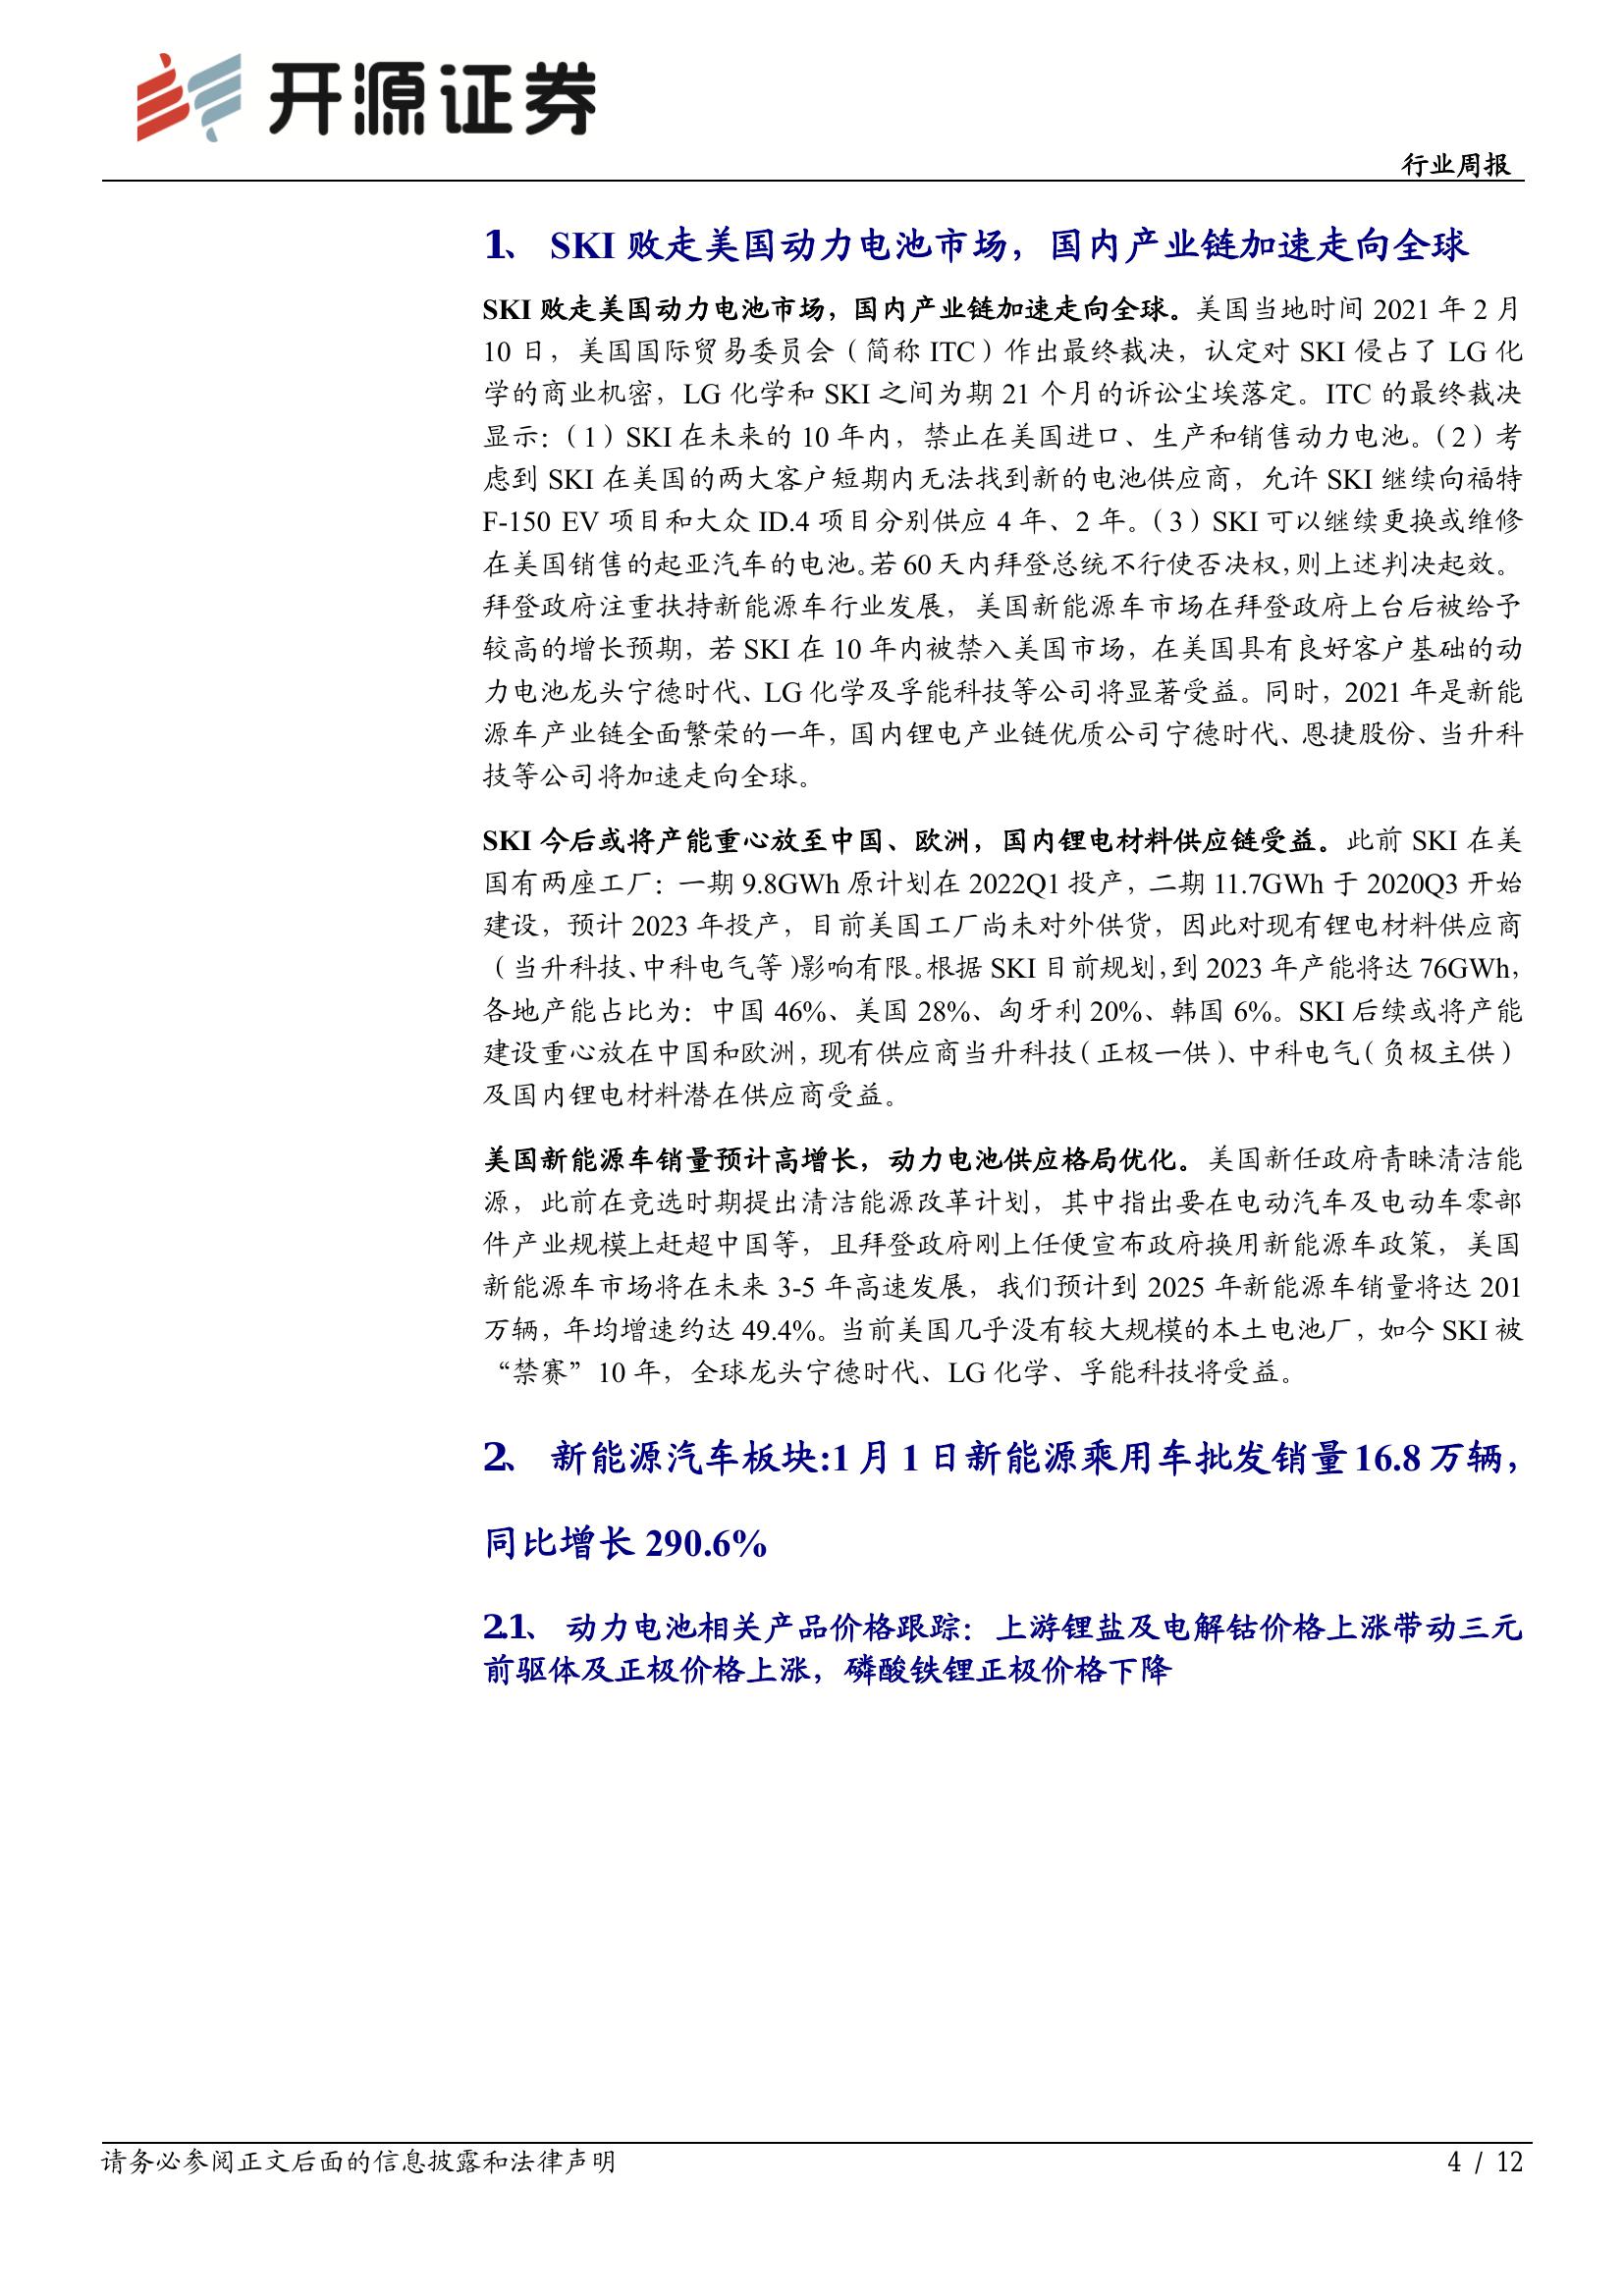 开源证券
行业周报
1、 SKI 败走美国动力电池市场，国内产业链加速走向全球
SKI 败走美国动力电池市场，国内产业链加速走向全球。美国当地时间 2021 年 2 月
10 日，美国国际贸易委员会（简称 ITC）作出最终裁决，认定对 SKI 侵占了 LG 化
学的商业机密，LG 化学和 SKI 之间为期 21 个月的诉讼尘埃落定。ITC 的最终裁决
显示：（1）SKI 在未来的 10 年内，禁止在美国进口、生产和销售动力电池。（2）考
虑到 SKI 在美国的两大客户短期内无法找到新的电池供应商，允许 SKI 继续向福特
F-150 EV 项目和大众 ID.4 项目分别供应 4 年、2 年。（3）SKI 可以继续更换或维修
在美国销售的起亚汽车的电池。若 60 天内拜登总统不行使否决权，则上述判决起效。
拜登政府注重扶持新能源车行业发展，美国新能源车市场在拜登政府上台后被给予
较高的增长预期，若 SKI 在 10 年内被禁入美国市场，在美国具有良好客户基础的动
力电池龙头宁德时代、LG 化学及孚能科技等公司将显著受益。同时，2021 年是新能
源车产业链全面繁荣的一年，国内锂电产业链优质公司宁德时代、恩捷股份、当升科
技等公司将加速走向全球。
SKI 今后或将产能重心放至中国、欧洲，国内锂电材料供应链受益。此前 SKI 在美
国有两座工厂：一期 9.8GWh 原计划在 2022Q1 投产，二期 11.7GWh 于 2020Q3 开始
建设，预计 2023 年投产，目前美国工厂尚未对外供货，因此对现有锂电材料供应商
（当升科技、中科电气等）影响有限。根据 SKI 目前规划，到 2023 年产能将达 76GWh，
各地产能占比为：中国 46%、美国 28%、匈牙利 20%、韩国 6%。SKI 后续或将产能
建设重心放在中国和欧洲，现有供应商当升科技（正极一供）、中科电气（负极主供）
及国内锂电材料潜在供应商受益。
美国新能源车销量预计高增长，动力电池供应格局优化。美国新任政府青睐清洁能
源，此前在竞选时期提出清洁能源改革计划，其中指出要在电动汽车及电动车零部
件产业规模上赶超中国等，且拜登政府刚上任便宣布政府换用新能源车政策，美国
新能源车市场将在未来 3-5 年高速发展，我们预计到 2025 年新能源车销量将达 201
万辆，年均增速约达 49.4%。当前美国几乎没有较大规模的本土电池厂，如今 SKI 被
“禁赛”10 年，全球龙头宁德时代、LG 化学、孚能科技将受益。
2、 新能源汽车板块:1 月 1 日新能源乘用车批发销量 16.8 万辆，
同比增长 290.6%
2.1、 动力电池相关产品价格跟踪：上游锂盐及电解钴价格上涨带动三元
前驱体及正极价格上涨，磷酸铁锂正极价格下降
请务必参阅正文后面的信息披露和法律声明
4 / 12